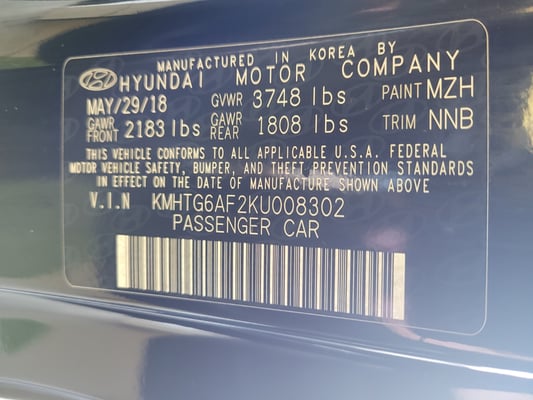 MANUFACTURED IN KOREA BY
HYUNDAI MOTOR COMPANY
MAY/29/18 GVWR 3748 lbs PAINT MZH
GAWR FRONT 2183 lbs GAWR REAR 1808 lbs TRIM NNB
THIS VEHICLE CONFORMS TO ALL APPLICABLE U.S.A. FEDERAL
MOTOR VEHICLE SAFETY, BUMPER, AND THEFT PREVENTION STANDARDS
IN EFFECT ON THE DATE OF MANUFACTURE SHOWN ABOVE
V.I.N KMHTG6AF2KU008302
PASSENGER CAR